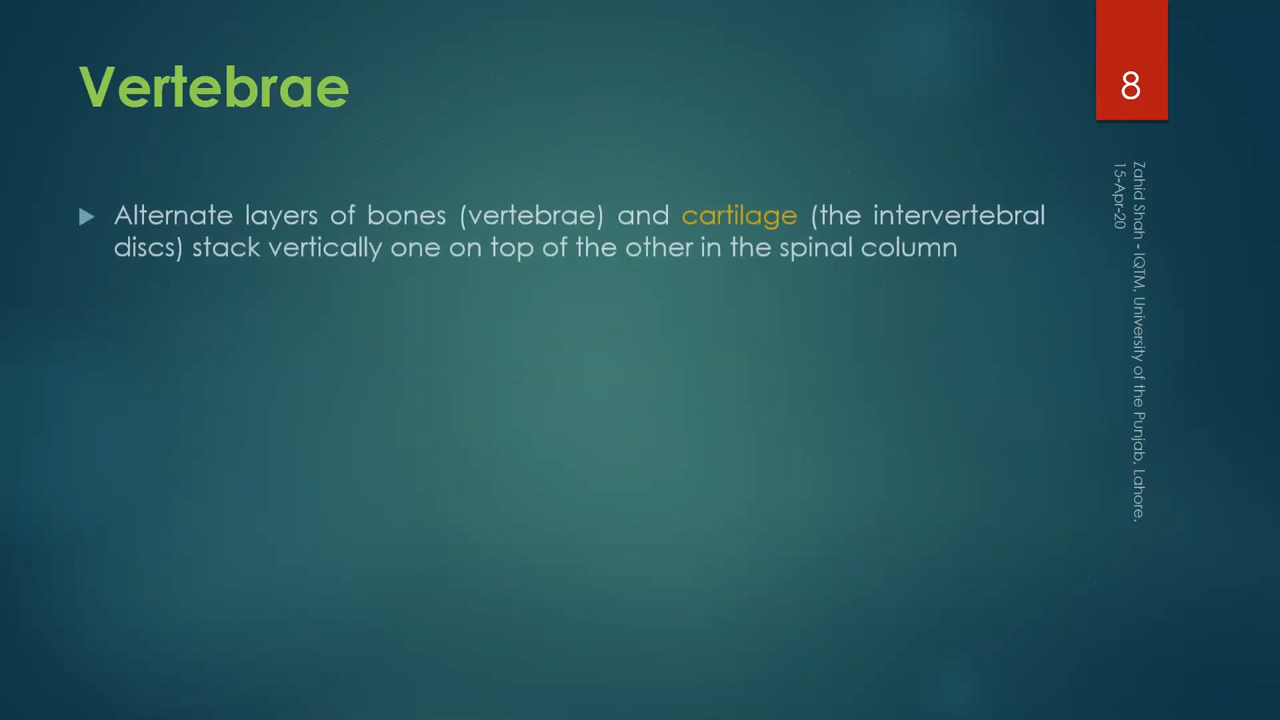 Vertebrae
8
Alternate layers of bones (vertebrae) and cartilage (the intervertebral
discs) stack vertically one on top of the other in the spinal column
Zahid Shah - IQTM, University of the Punjab, Lahore.
15-Apr-20